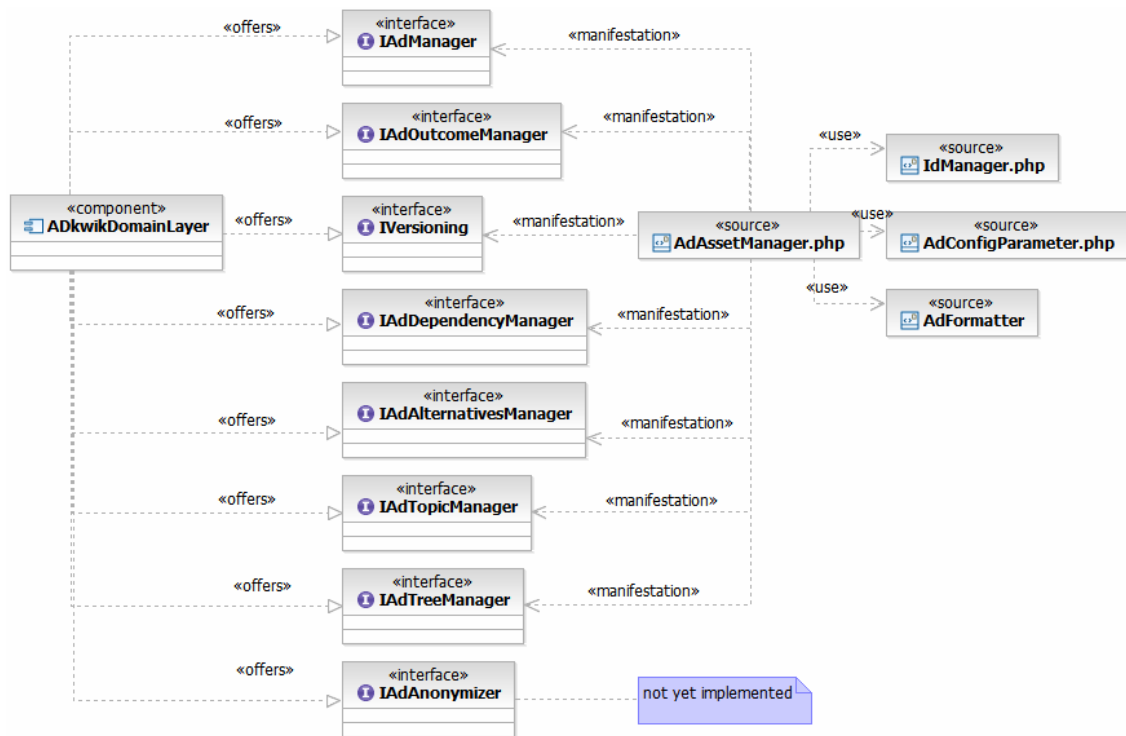 «offers»
«interface»
IAdManager
«manifestation»
«offers»
«interface»
IAdOutcomeManager
«manifestation»
«use»
«source»
IdManager.php
«component»
ADkwikDomainLayer
«offers»
«interface»
IVersioning
«manifestation»
«source»
AdAssetManager.php
«use»
«source»
AdConfigParameter.php
«use»
«source»
AdFormatter
«offers»
«interface»
IAdDependencyManager
«manifestation»
«offers»
«interface»
IAdAlternativesManager
«manifestation»
«offers»
«interface»
IAdTopicManager
«manifestation»
«offers»
«interface»
IAdTreeManager
«manifestation»
«offers»
«interface»
IAdAnonymizer
not yet implemented